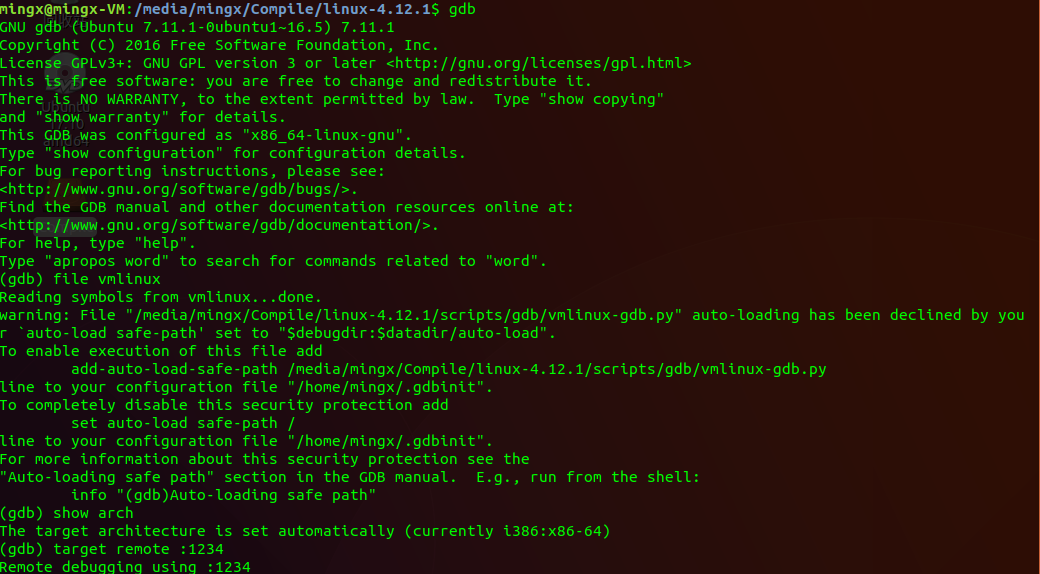 mingx@mingx-VM:/media/mingx/Compile/linux-4.12.1$ gdb
GNU gdb (Ubuntu 7.11.1-0ubuntu1~16.5) 7.11.1
Copyright (C) 2016 Free Software Foundation, Inc.
License GPLv3+: GNU GPL version 3 or later <http://gnu.org/licenses/gpl.html>
This is free software: you are free to change and redistribute it.
There is NO WARRANTY, to the extent permitted by law.  Type "show copying"
and "show warranty" for details.
This GDB was configured as "x86_64-linux-gnu".
Type "show configuration" for configuration details.
For bug reporting instructions, please see:
<http://www.gnu.org/software/gdb/bugs/>.
Find the GDB manual and other documentation resources online at:
<http://www.gnu.org/software/gdb/documentation/>.
For help, type "help".
Type "apropos word" to search for commands related to "word".
(gdb) file vmlinux
Reading symbols from vmlinux...done.
warning: File "/media/mingx/Compile/linux-4.12.1/scripts/gdb/vmlinux-gdb.py" auto-loading has been declined by you
r `auto-load safe-path' set to "$debugdir:$datadir/auto-load".
To enable execution of this file add
        add-auto-load-safe-path /media/mingx/Compile/linux-4.12.1/scripts/gdb/vmlinux-gdb.py
line to your configuration file "/home/mingx/.gdbinit".
To completely disable this security protection add
        set auto-load safe-path /
line to your configuration file "/home/mingx/.gdbinit".
For more information about this security protection see the
"Auto-loading safe path" section in the GDB manual.  E.g., run from the shell:
        info "(gdb)Auto-loading safe path"
(gdb) show arch
The target architecture is set automatically (currently i386:x86-64)
(gdb) target remote :1234
Remote debugging using :1234